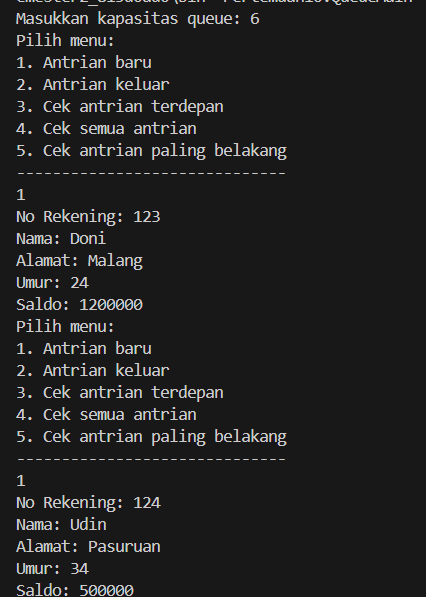 Masukkan kapasitas queue: 6
Pilih menu:
1. Antrian baru
2. Antrian keluar
3. Cek antrian terdepan
4. Cek semua antrian
5. Cek antrian paling belakang
------------------------------
1
No Rekening: 123
Nama: Doni
Alamat: Malang
Umur: 24
Saldo: 1200000
Pilih menu:
1. Antrian baru
2. Antrian keluar
3. Cek antrian terdepan
4. Cek semua antrian
5. Cek antrian paling belakang
------------------------------
1
No Rekening: 124
Nama: Udin
Alamat: Pasuruan
Umur: 34
Saldo: 500000